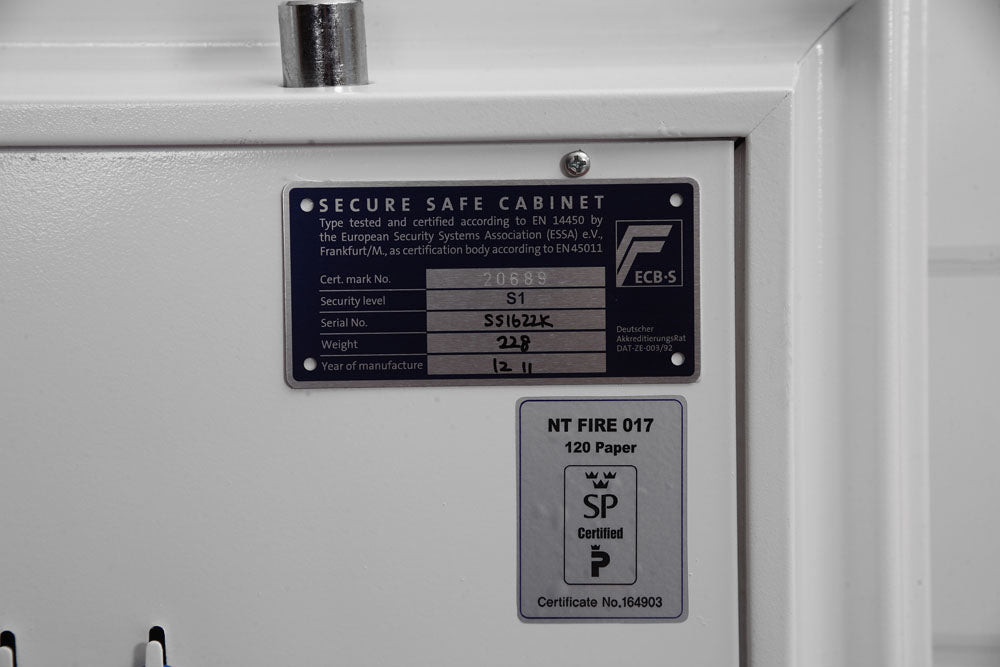 SECURE SAFE CABINET
Type tested and certified according to EN 14450 by
the European Security Systems Association (ESSA) e.V.,
Frankfurt/M., as certification body according to EN 45011
ECB·S
Cert. mark No. 20689
Security level S1
Serial No. SS1622K
Weight 228
Year of manufacture 12 11
Deutscher
AkkreditierungsRat
DAT-ZE-003/92
NT FIRE 017
120 Paper
SP
Certified
P
Certificate No.164903